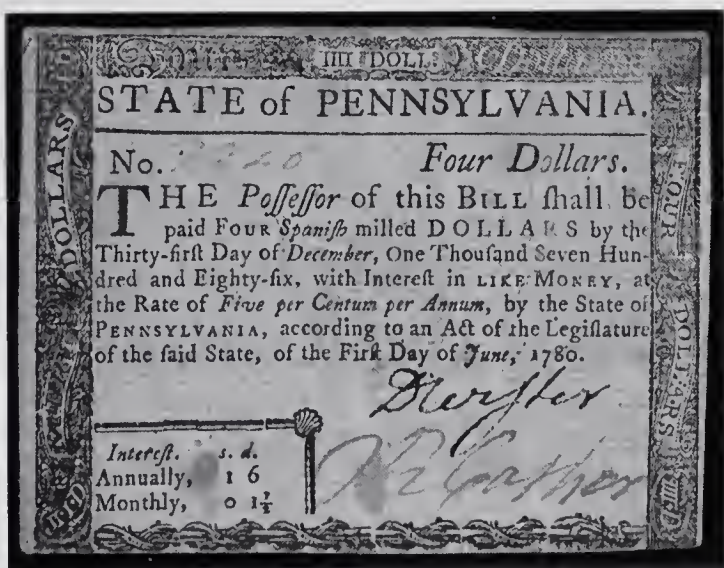 IIII DOLLS
STATE of PENNSYLVANIA.
No. Four Dollars.
THE Poſſeſſor of this BILL ſhall be
paid FOUR Spaniſh milled DOLLARS by the
Thirty-firſt Day of December, One Thouſand Seven Hun-
dred and Eighty-ſix, with Intereſt in LIKE MONEY, at
the Rate of Five per Centum per Annum, by the State of
PENNSYLVANIA, according to an Act of the Legiſlature
of the ſaid State, of the Firſt Day of June, 1780.
Intereſt. s. d.
Annually, 1 6
Monthly, 0 1½
DOLLARS
FOUR DOLLARS
IIII D